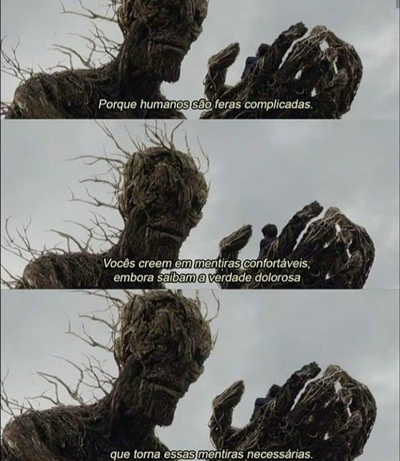 Porque humanos são feras complicadas.
Vocês creem em mentiras confortáveis,
embora saibam a verdade dolorosa
que torna essas mentiras necessárias.